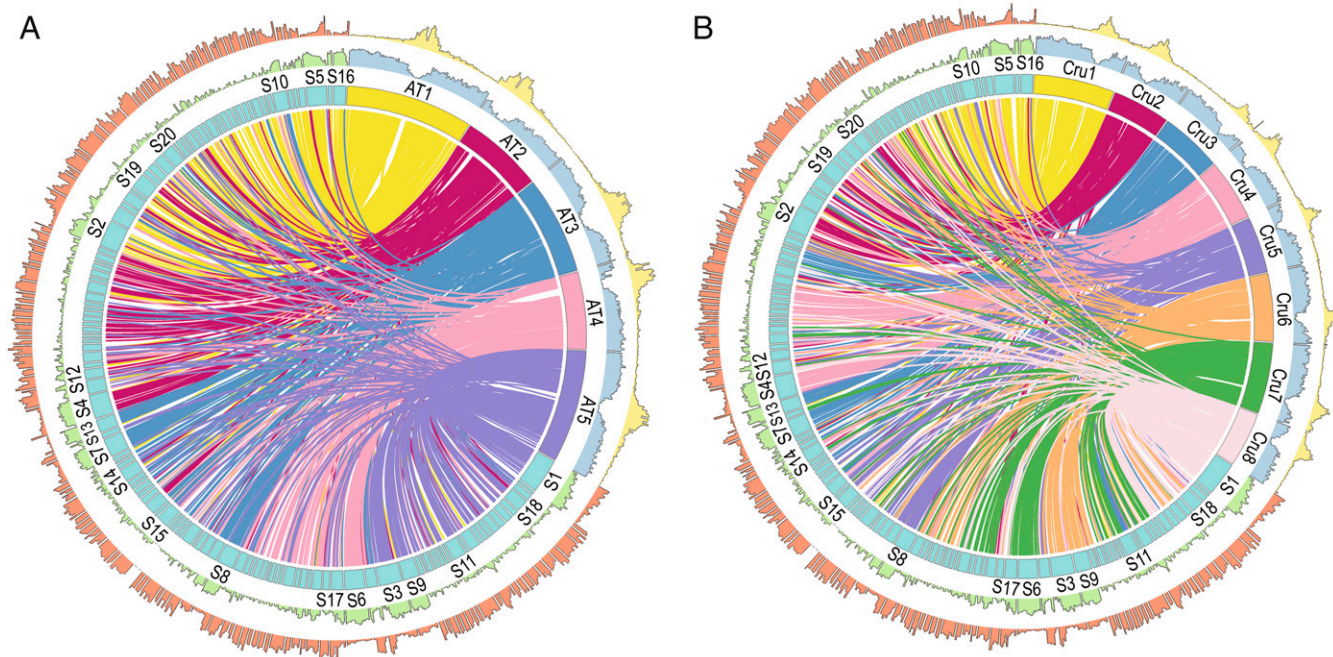 A
S16
AT1
AT2
AT3
AT4
AT5
S1
S18
S11
S9
S3
S6
S17
S8
S15
S14
S7
S13
S4
S12
S2
S19
S20
S10
S5
B
S16
Cru1
Cru2
Cru3
Cru4
Cru5
Cru6
Cru7
Cru8
S1
S18
S11
S9
S3
S6
S17
S8
S15
S14
S7
S13
S4
S12
S2
S19
S20
S10
S5